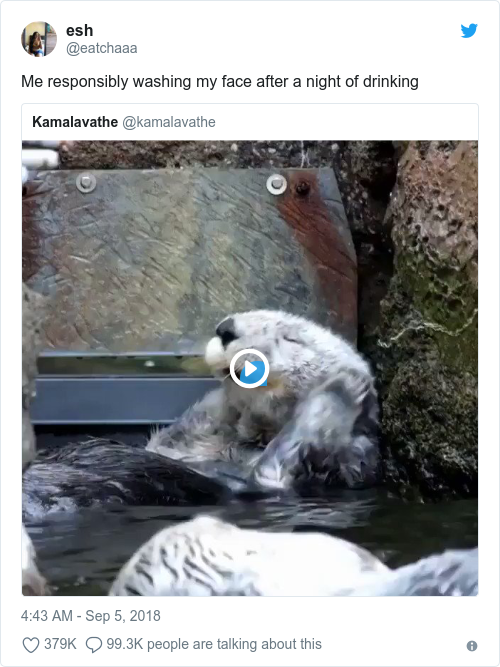 esh
@eatchaaa
Me responsibly washing my face after a night of drinking
Kamalavathe @kamalavathe
4:43 AM - Sep 5, 2018
379K 99.3K people are talking about this